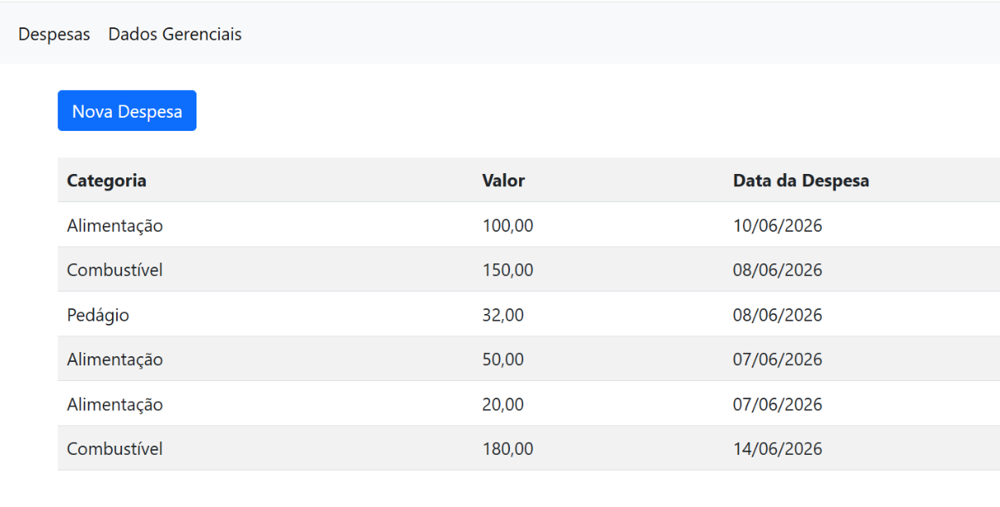 Despesas Dados Gerenciais
Nova Despesa
Categoria Valor Data da Despesa
Alimentação 100,00 10/06/2026
Combustível 150,00 08/06/2026
Pedágio 32,00 08/06/2026
Alimentação 50,00 07/06/2026
Alimentação 20,00 07/06/2026
Combustível 180,00 14/06/2026